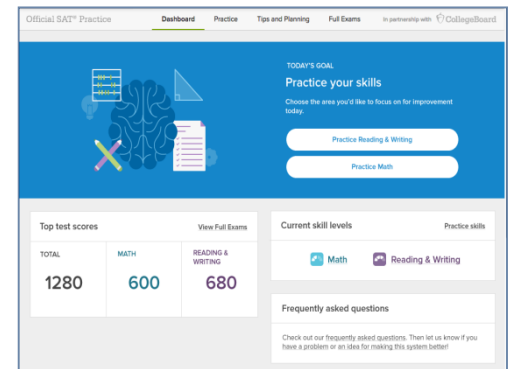 Official SAT® Practice
Dashboard
Practice
Tips and Planning
Full Exams
In partnership with CollegeBoard
TODAY'S GOAL
Practice your skills
Choose the area you'd like to focus on for improvement
today.
Practice Reading & Writing
Practice Math
Top test scores
View Full Exams
TOTAL
1280
MATH
600
READING &
WRITING
680
Current skill levels
Practice skills
Math
Reading & Writing
Frequently asked questions
Check out our frequently asked questions. Then let us know if you
have a problem or an idea for making this system better!